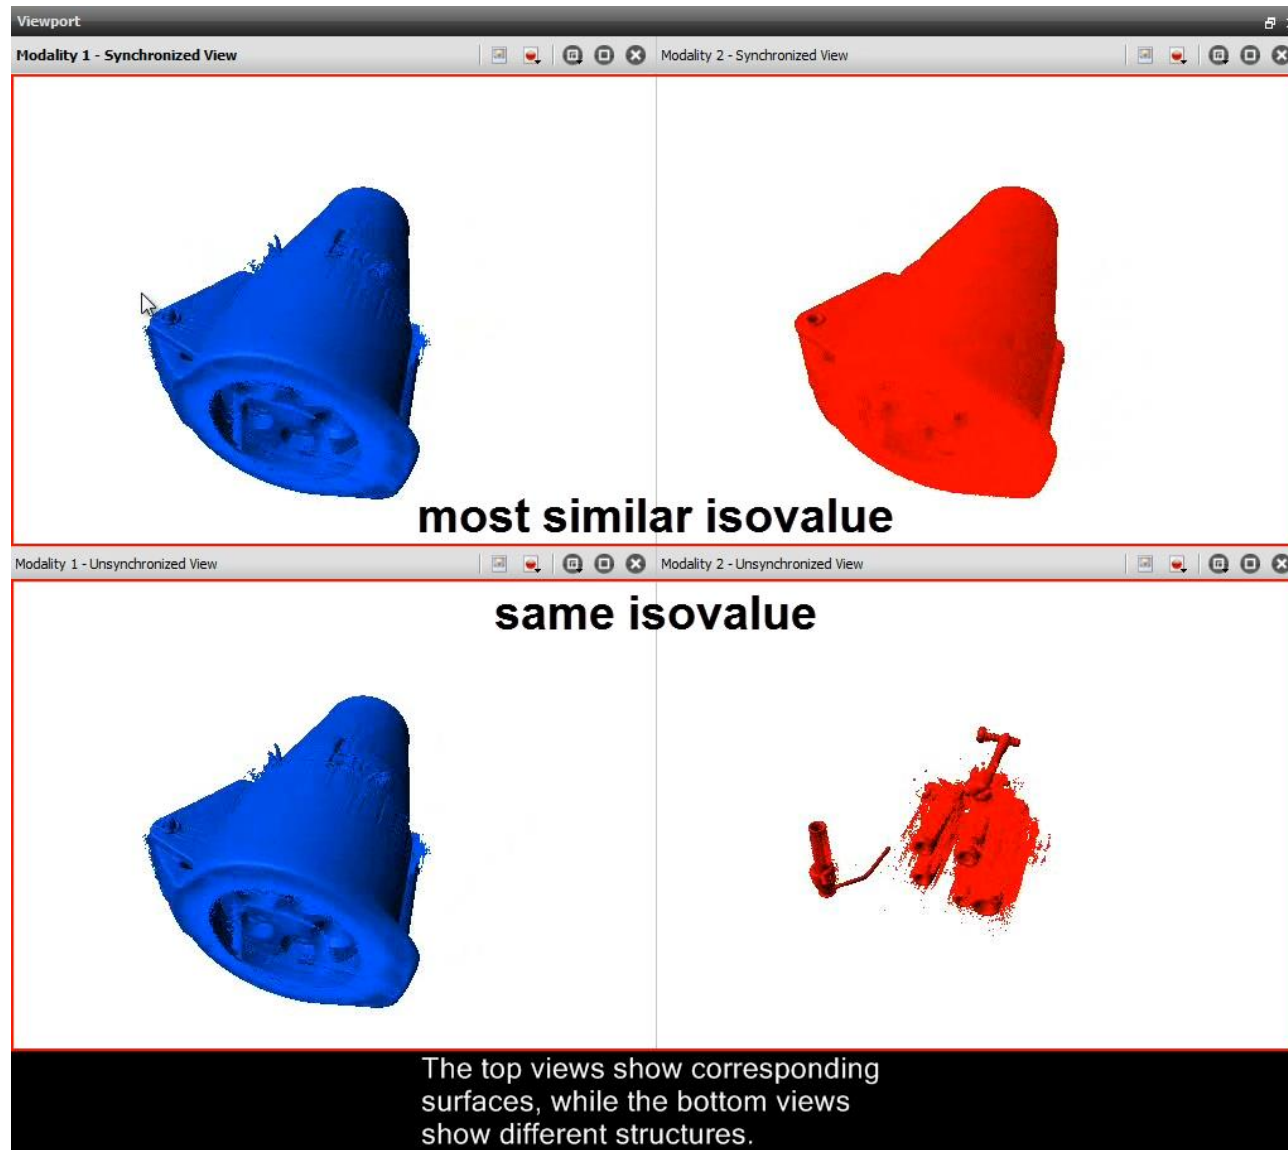 Viewport
Modality 1 - Synchronized View
Modality 2 - Synchronized View
most similar isovalue
Modality 1 - Unsynchronized View
Modality 2 - Unsynchronized View
same isovalue
The top views show corresponding
surfaces, while the bottom views
show different structures.